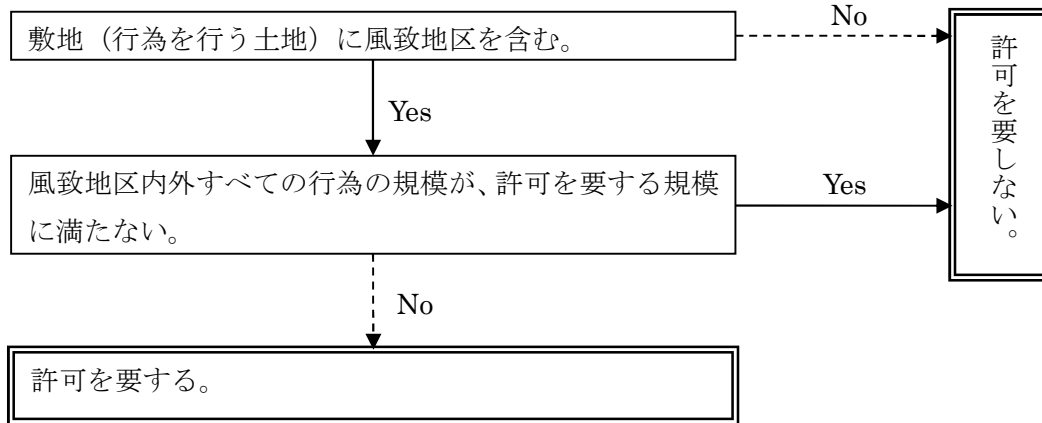 敷地（行為を行う土地）に風致地区を含む。
No
許可を要しない。
Yes
風致地区内外すべての行為の規模が、許可を要する規模
に満たない。
Yes
No
許可を要する。